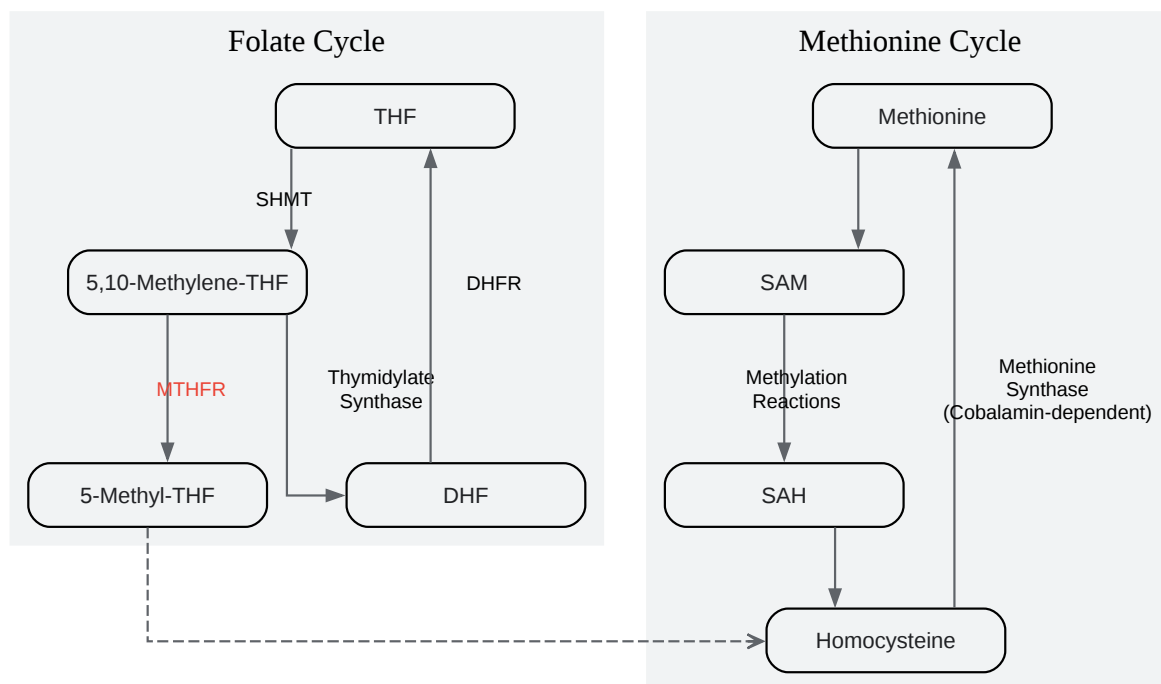 Folate Cycle
THF
SHMT
5,10-Methylene-THF
DHFR
MTHFR
Thymidylate
Synthase
5-Methyl-THF
DHF
Methionine Cycle
Methionine
SAM
Methylation
Reactions
Methionine
Synthase
(Cobalamin-dependent)
SAH
Homocysteine